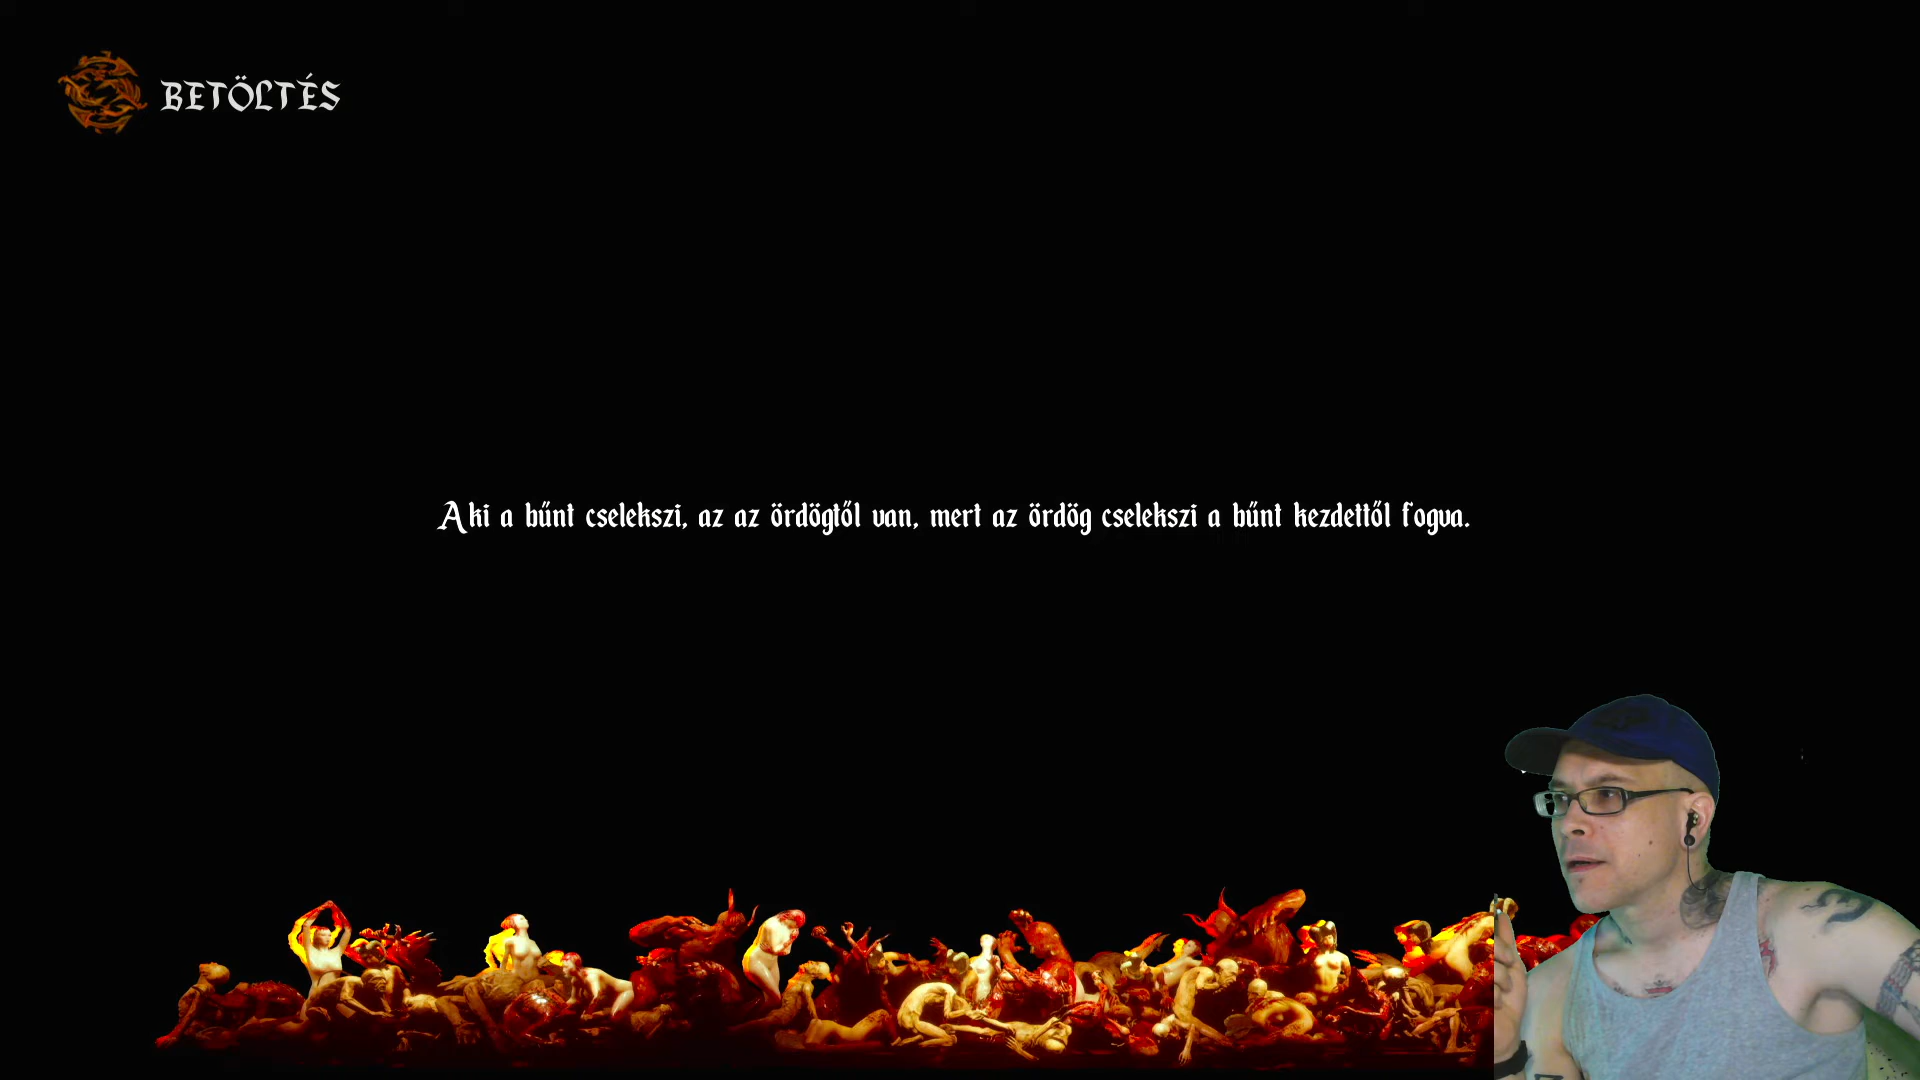 BETÖLTÉS
Aki a bűnt cselekszi, az az ördögtől van, mert az ördög cselekszi a bűnt kezdettől fogva.